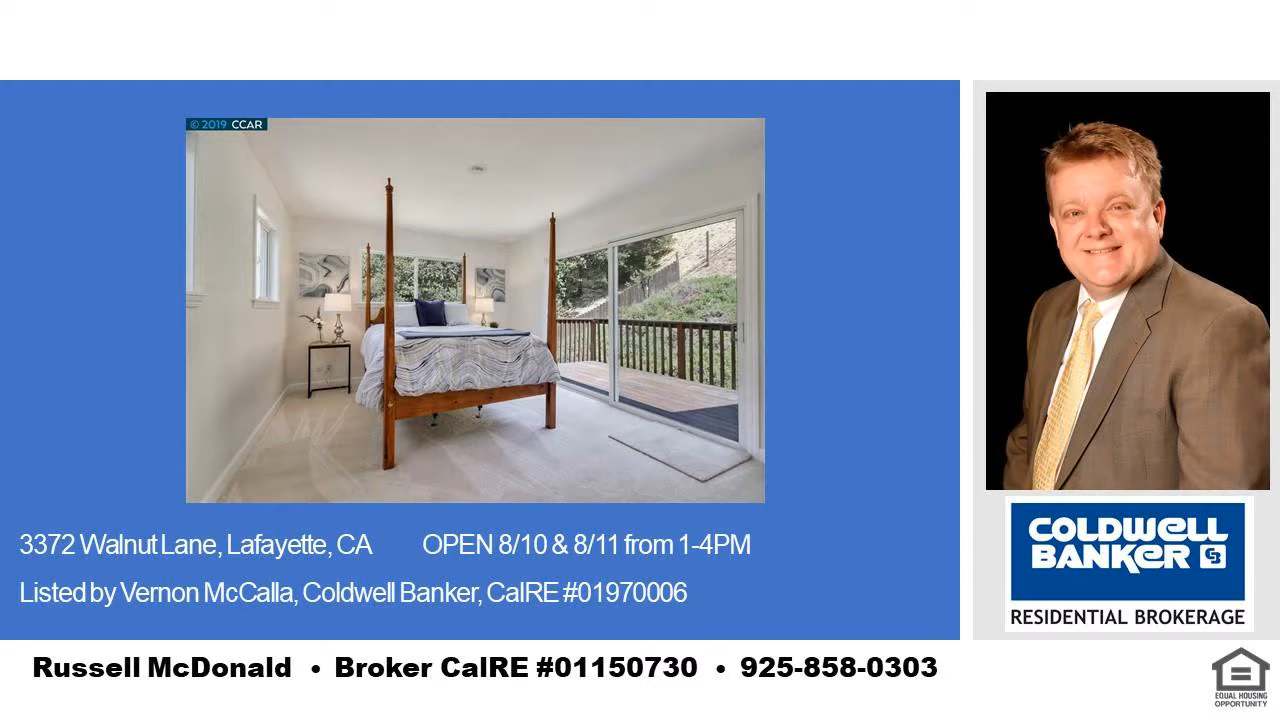 © 2019 CCAR
3372 Walnut Lane, Lafayette, CA OPEN 8/10 & 8/11 from 1-4PM
Listed by Vernon McCalla, Coldwell Banker, CalRE #01970006
COLDWELL
BANKER CB
RESIDENTIAL BROKERAGE
Russell McDonald • Broker CalRE #01150730 • 925-858-0303
EQUAL HOUSING
OPPORTUNITY